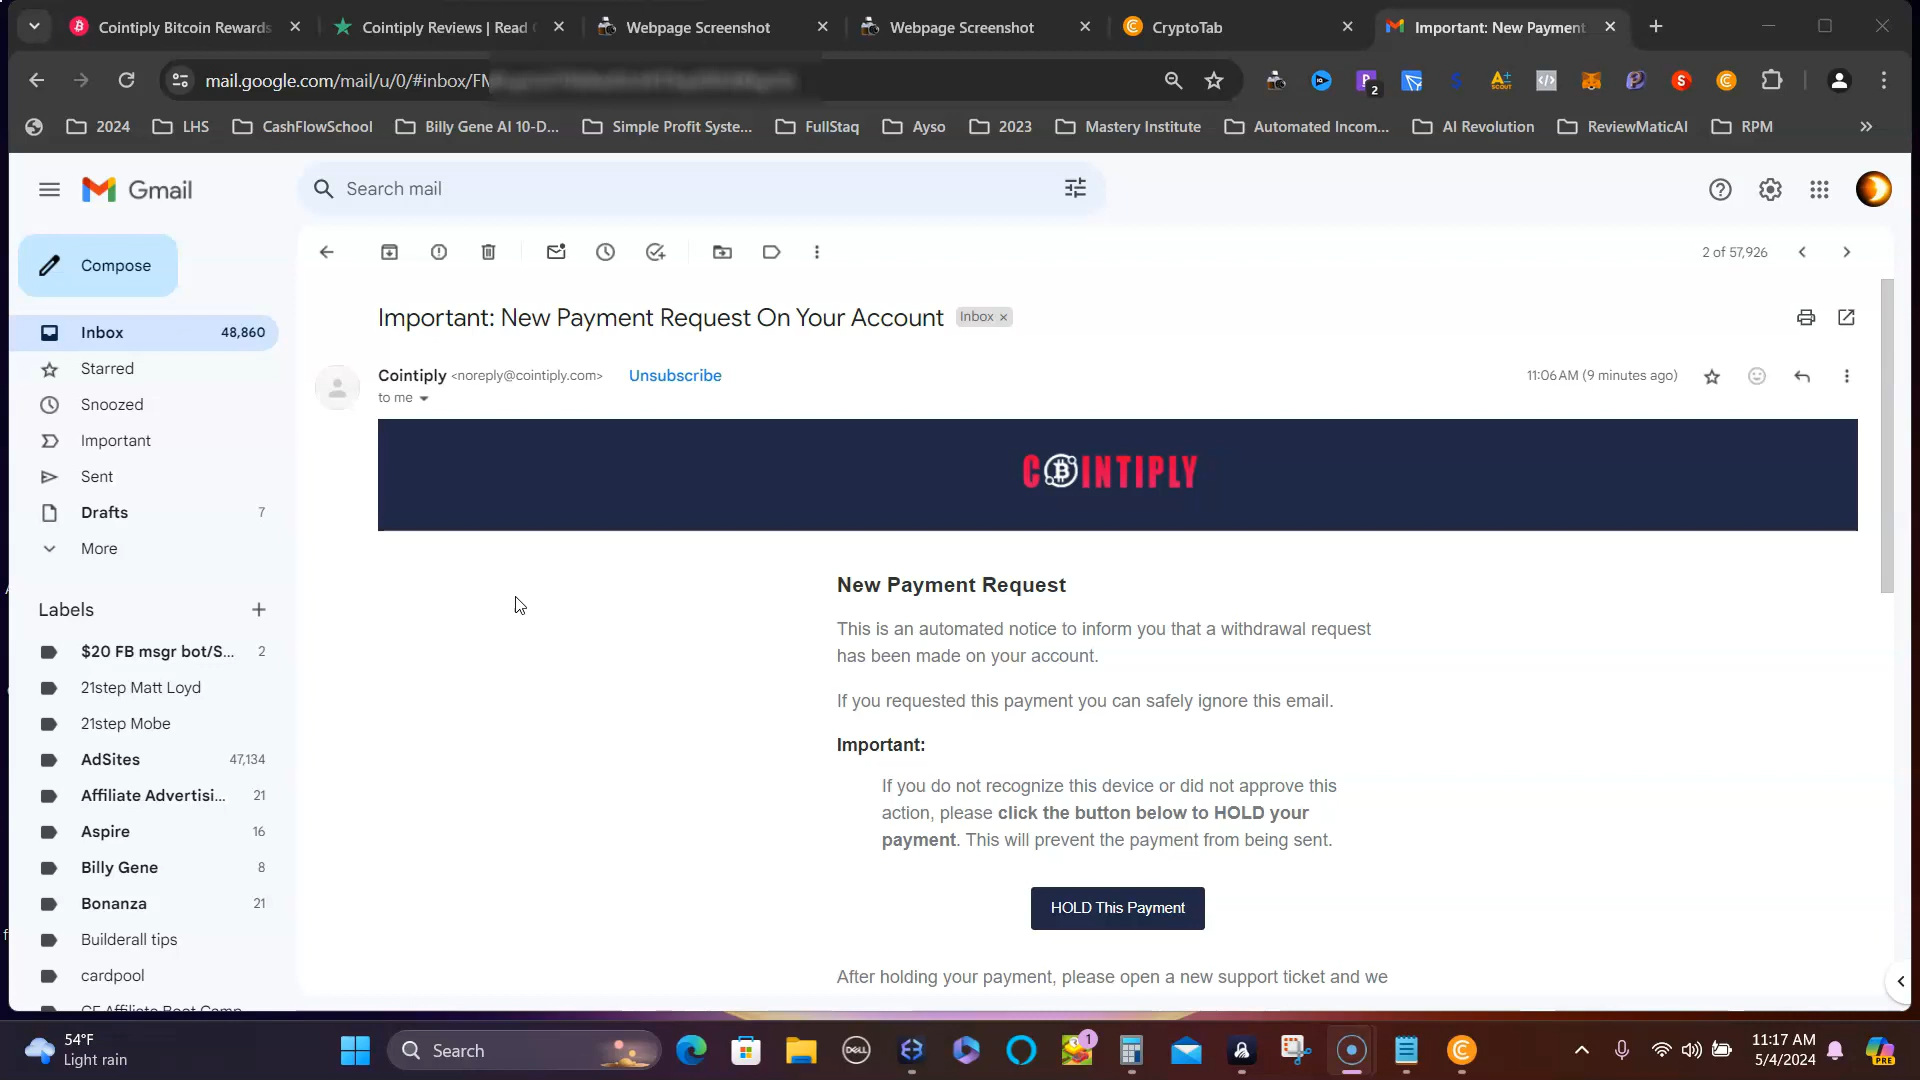 Cointiply Bitcoin Rewards
Cointiply Reviews | Read
Webpage Screenshot
Webpage Screenshot
CryptoTab
Important: New Payment
mail.google.com/mail/u/0/#inbox/FM
2
2024
LHS
CashFlowSchool
Billy Gene AI 10-D...
Simple Profit Syste...
FullStaq
Ayso
2023
Mastery Institute
Automated Incom...
AI Revolution
ReviewMaticAI
RPM
Gmail
Search mail
Compose
2 of 57,926
Inbox 48,860
Starred
Snoozed
Important
Sent
Drafts 7
More
Labels
$20 FB msgr bot/S... 2
21step Matt Loyd
21step Mobe
AdSites 47,134
Affiliate Advertisi... 21
Aspire 16
Billy Gene 8
Bonanza 21
Builderall tips
cardpool
Important: New Payment Request On Your Account Inbox
Cointiply <noreply@cointiply.com> Unsubscribe 11:06 AM (9 minutes ago)
to me
COINTIPLY
New Payment Request
This is an automated notice to inform you that a withdrawal request
has been made on your account.
If you requested this payment you can safely ignore this email.
Important:
If you do not recognize this device or did not approve this
action, please click the button below to HOLD your
payment. This will prevent the payment from being sent.
HOLD This Payment
After holding your payment, please open a new support ticket and we
54°F
Light rain
Search
DELL
1
11:17 AM
5/4/2024
PRE